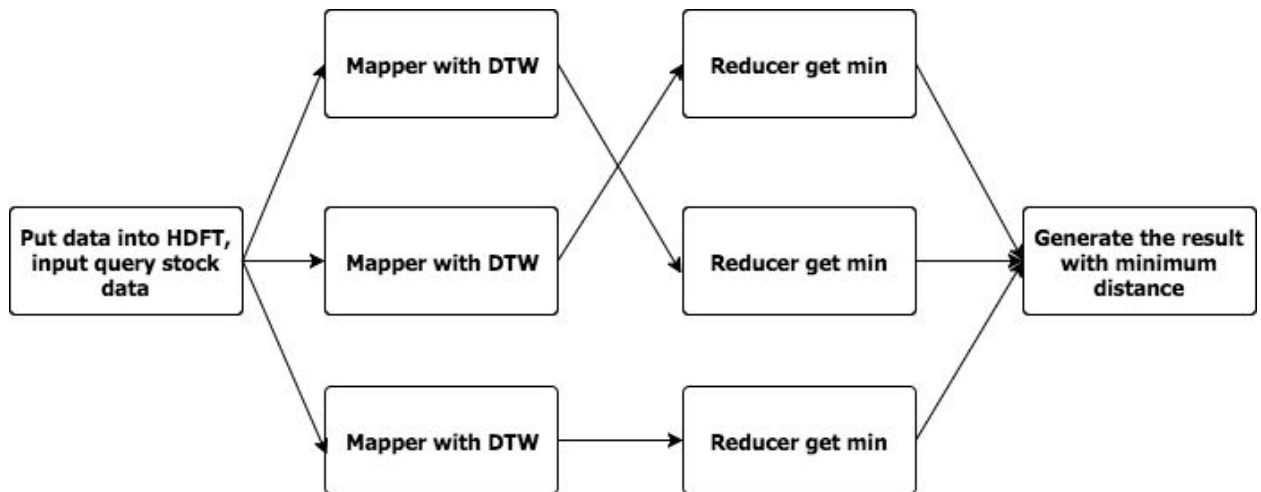 Mapper with DTW
Reducer get min
Put data into HDFT,
input query stock
data
Mapper with DTW
Reducer get min
Generate the result
with minimum
distance
Mapper with DTW
Reducer get min